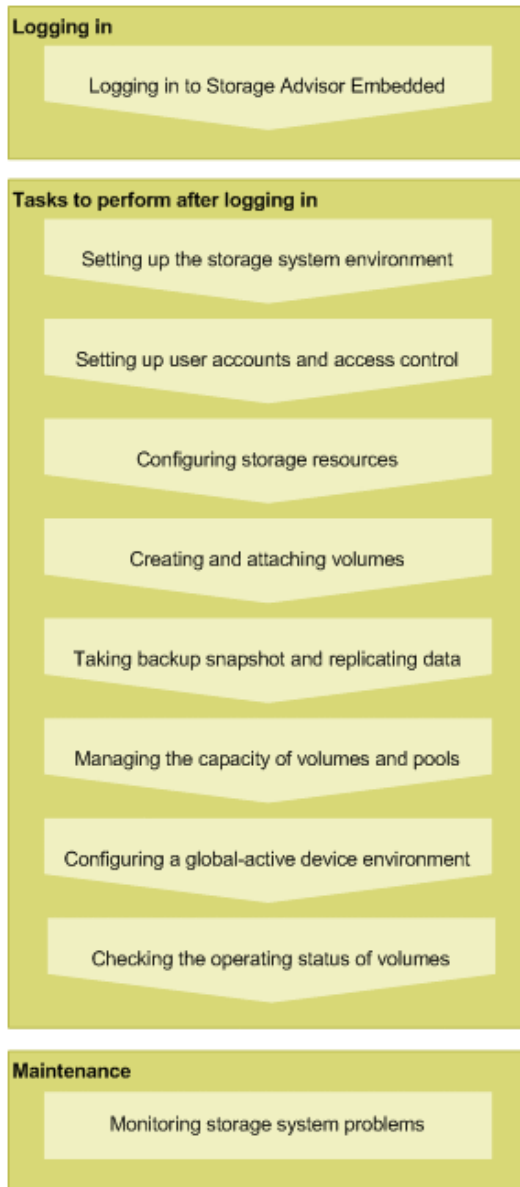 Logging in
Logging in to Storage Advisor Embedded
Tasks to perform after logging in
Setting up the storage system environment
Setting up user accounts and access control
Configuring storage resources
Creating and attaching volumes
Taking backup snapshot and replicating data
Managing the capacity of volumes and pools
Configuring a global-active device environment
Checking the operating status of volumes
Maintenance
Monitoring storage system problems